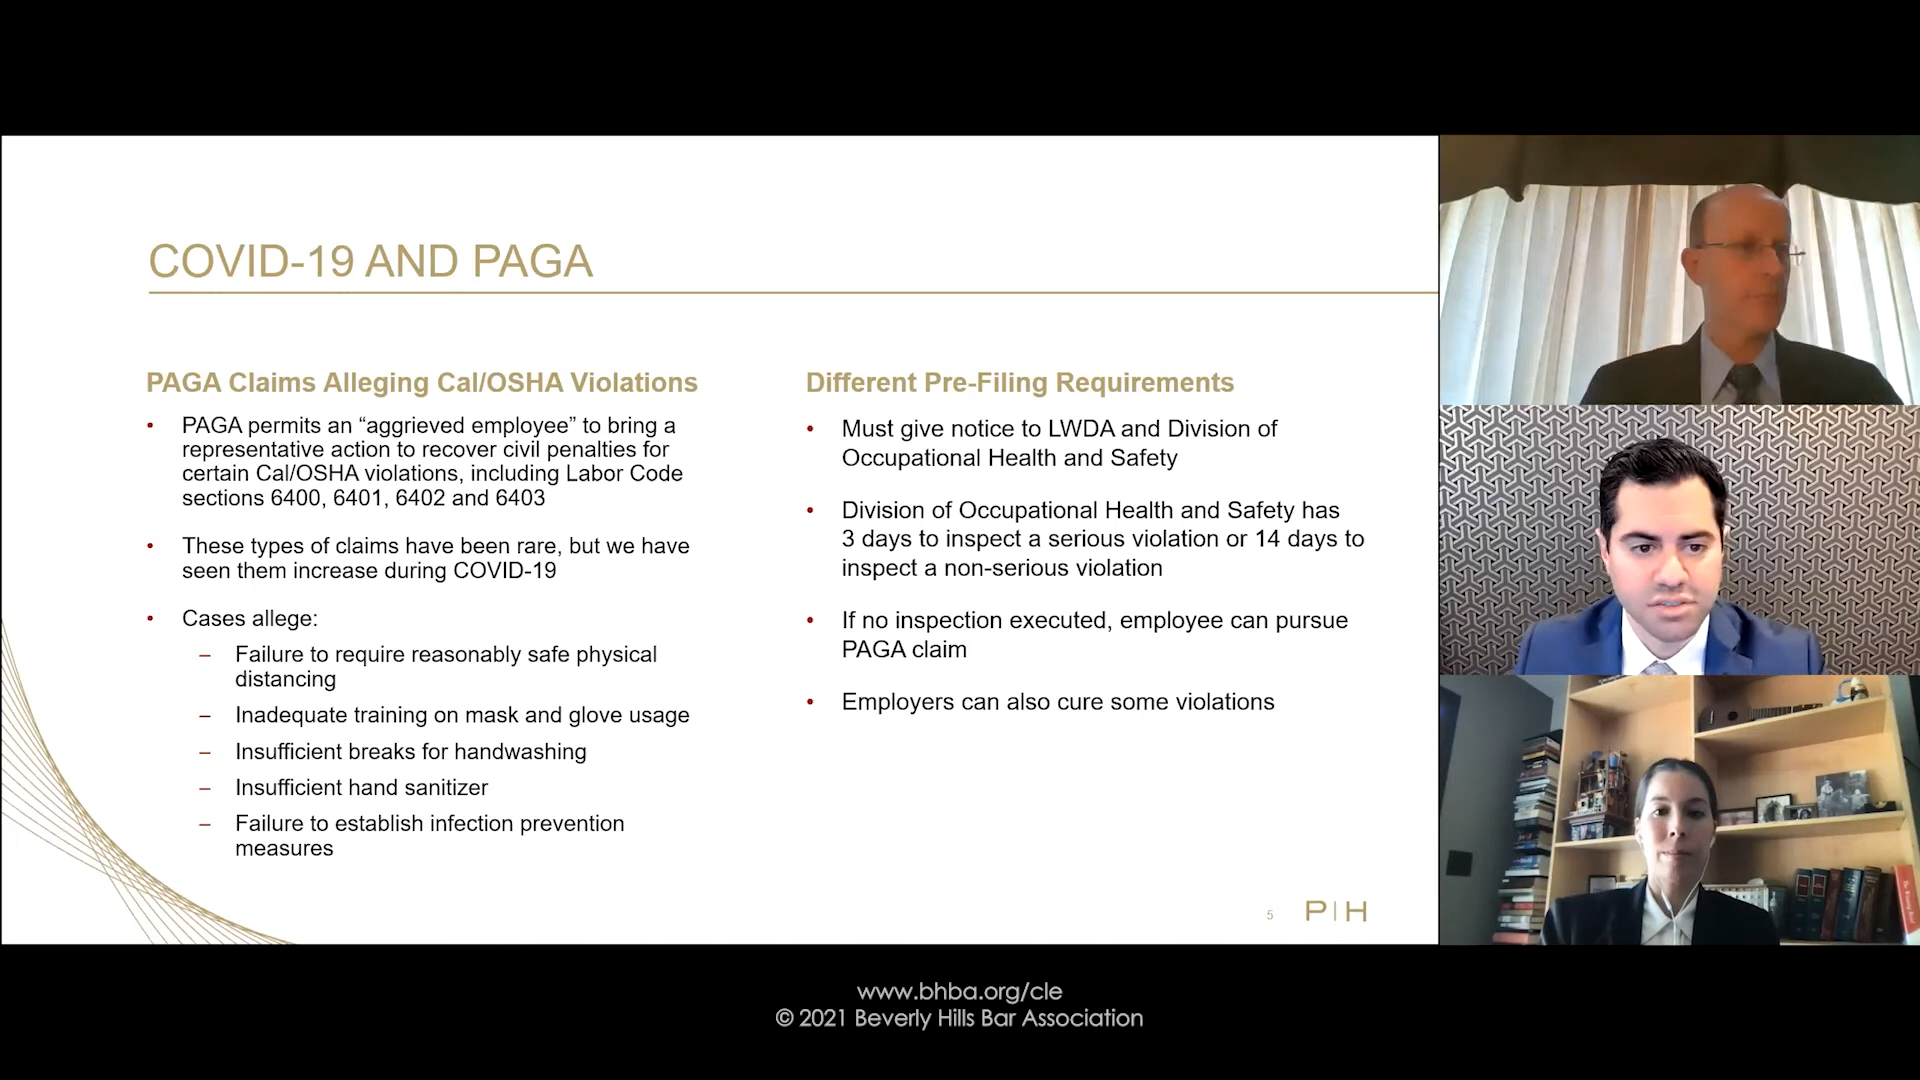 COVID-19 AND PAGA
PAGA Claims Alleging Cal/OSHA Violations
• PAGA permits an “aggrieved employee” to bring a
representative action to recover civil penalties for
certain Cal/OSHA violations, including Labor Code
sections 6400, 6401, 6402 and 6403
• These types of claims have been rare, but we have
seen them increase during COVID-19
• Cases allege:
– Failure to require reasonably safe physical
distancing
– Inadequate training on mask and glove usage
– Insufficient breaks for handwashing
– Insufficient hand sanitizer
– Failure to establish infection prevention
measures
Different Pre-Filing Requirements
• Must give notice to LWDA and Division of
Occupational Health and Safety
• Division of Occupational Health and Safety has
3 days to inspect a serious violation or 14 days to
inspect a non-serious violation
• If no inspection executed, employee can pursue
PAGA claim
• Employers can also cure some violations
5
P|H
www.bhba.org/cle
© 2021 Beverly Hills Bar Association